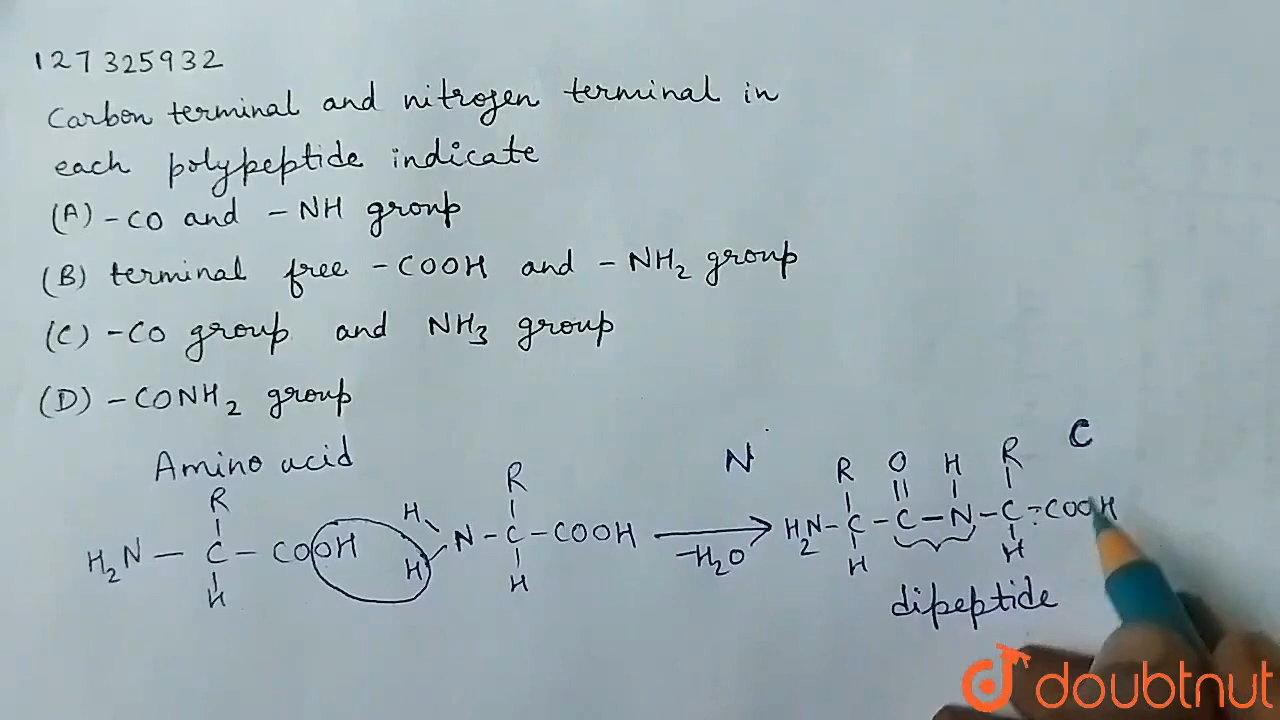 127325932
Carbon terminal and nitrogen terminal in
each polypeptide indicate
(A) - CO and - NH group
(B) terminal free - COOH and - NH2 group
(C) - CO group and NH3 group
(D) - CONH2 group
Amino acid
N
C
R
R
R O H R
H2N - C - COOH
H
H
N - C - COOH
-H2O
H2N - C - C - N - C - COOH
H
H
H
H
dipeptide
doubtnut